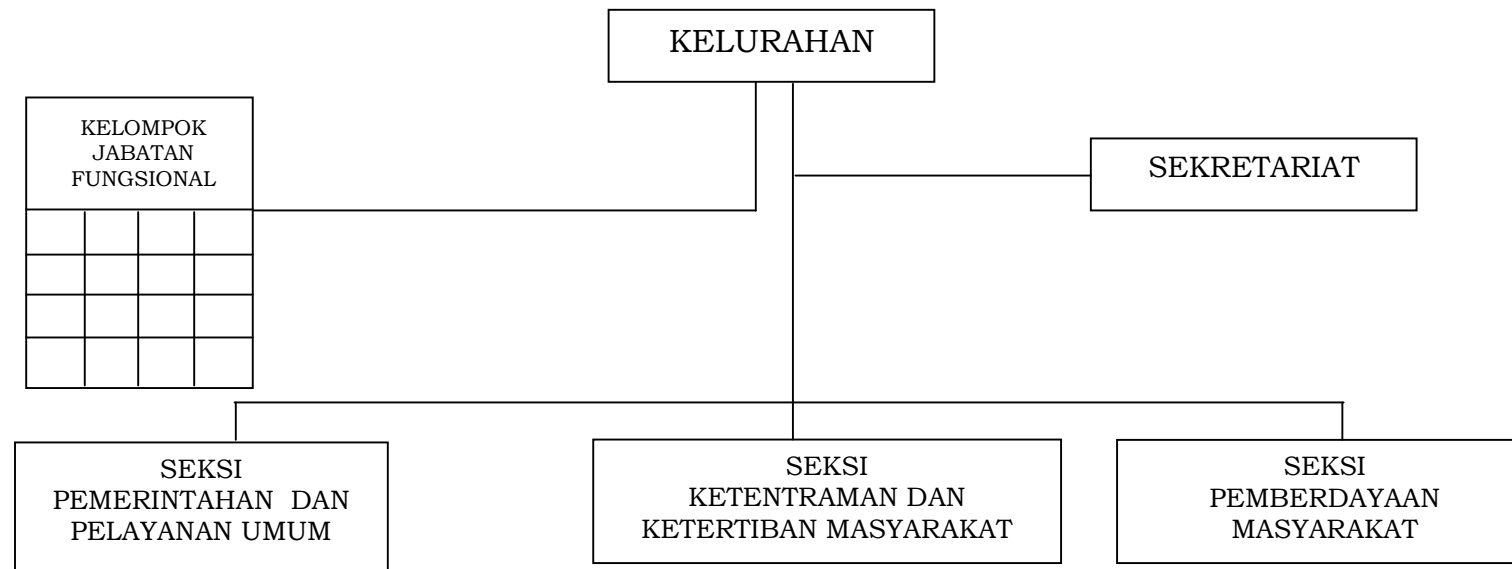 KELURAHAN
KELOMPOK
JABATAN
FUNGSIONAL
SEKRETARIAT
SEKSI
PEMERINTAHAN DAN
PELAYANAN UMUM
SEKSI
KETENTRAMAN DAN
KETERTIBAN MASYARAKAT
SEKSI
PEMBERDAYAAN
MASYARAKAT